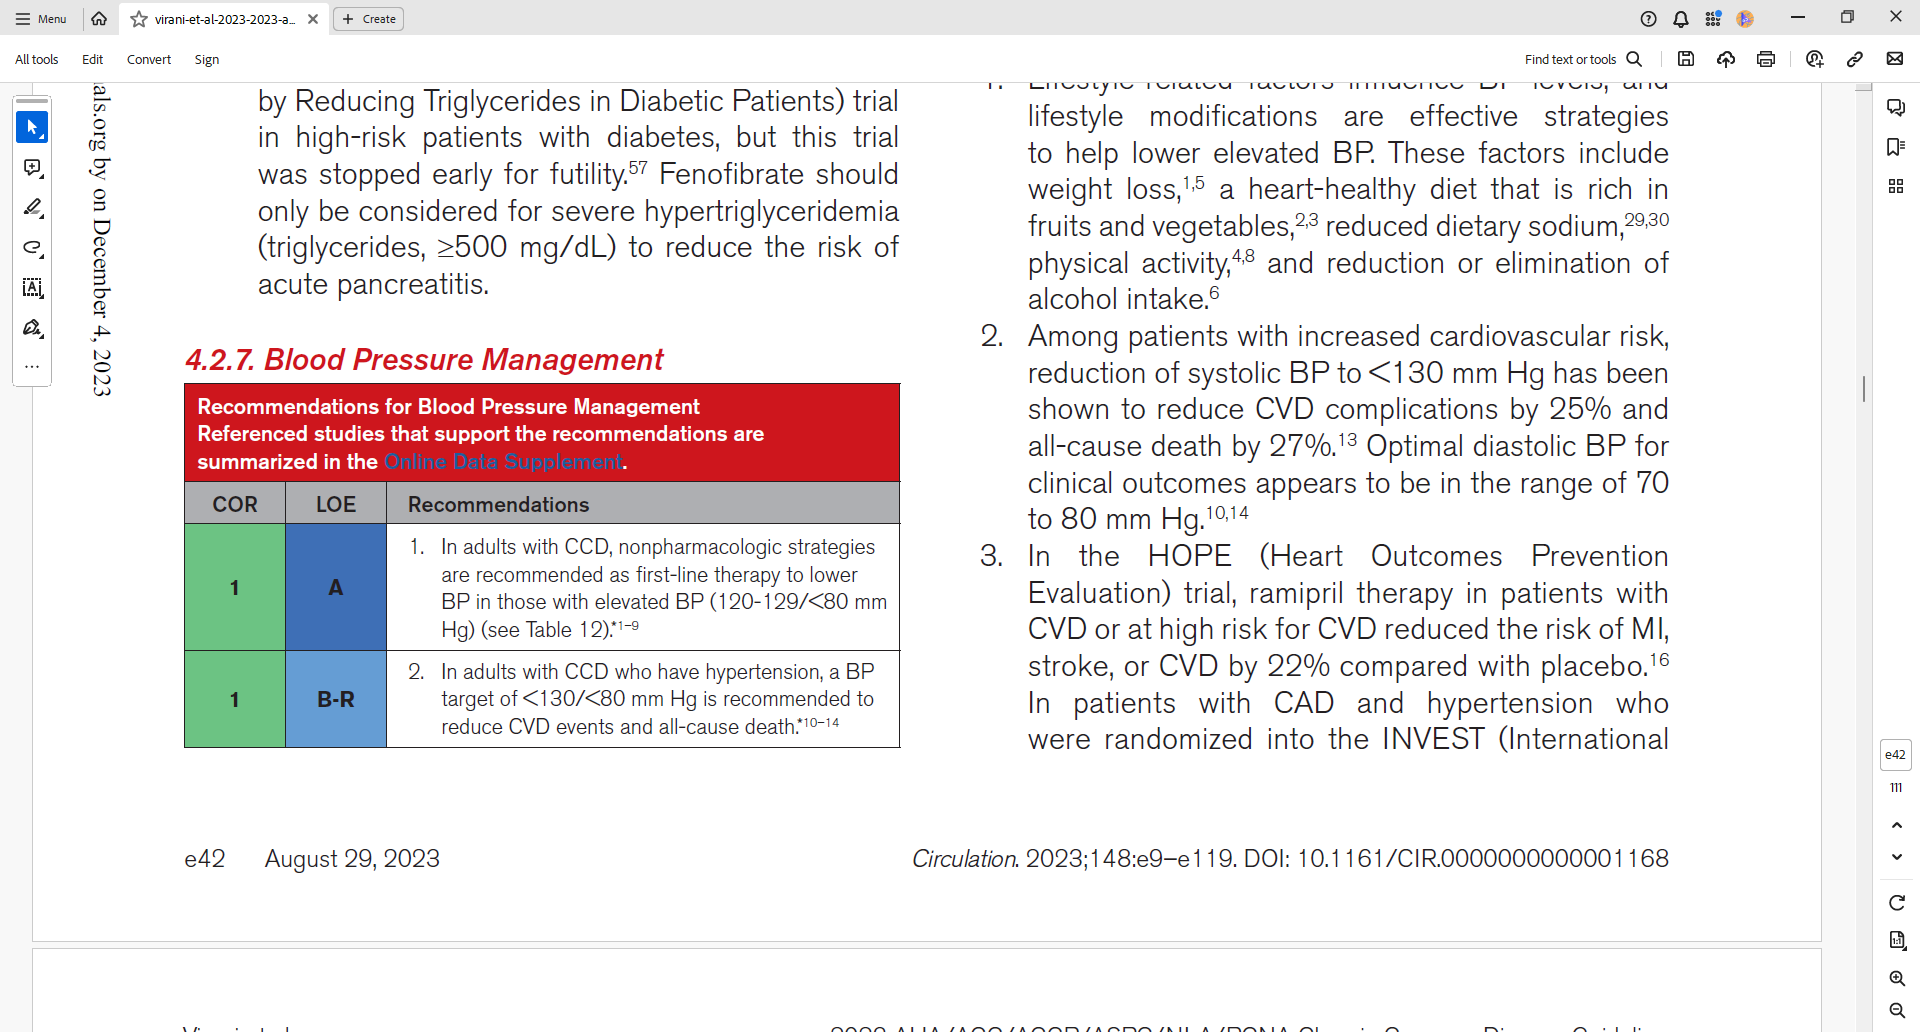 Menu
virani-et-al-2023-2023-a...
Create
All tools
Edit
Convert
Sign
Find text or tools
als.org by on December 4, 2023
by Reducing Triglycerides in Diabetic Patients) trial
in high-risk patients with diabetes, but this trial
was stopped early for futility.57 Fenofibrate should
only be considered for severe hypertriglyceridemia
(triglycerides, ≥500 mg/dL) to reduce the risk of
acute pancreatitis.
4.2.7. Blood Pressure Management
Recommendations for Blood Pressure Management
Referenced studies that support the recommendations are
summarized in the Online Data Supplement.
COR LOE Recommendations
1 A
1. In adults with CCD, nonpharmacologic strategies
are recommended as first-line therapy to lower
BP in those with elevated BP (120-129/<80 mm
Hg) (see Table 12).*1–9
1 B-R
2. In adults with CCD who have hypertension, a BP
target of <130/<80 mm Hg is recommended to
reduce CVD events and all-cause death.*10–14
1. Lifestyle-related factors influence BP levels, and
lifestyle modifications are effective strategies
to help lower elevated BP. These factors include
weight loss,1,5 a heart-healthy diet that is rich in
fruits and vegetables,2,3 reduced dietary sodium,29,30
physical activity,4,8 and reduction or elimination of
alcohol intake.6
2. Among patients with increased cardiovascular risk,
reduction of systolic BP to <130 mm Hg has been
shown to reduce CVD complications by 25% and
all-cause death by 27%.13 Optimal diastolic BP for
clinical outcomes appears to be in the range of 70
to 80 mm Hg.10,14
3. In the HOPE (Heart Outcomes Prevention
Evaluation) trial, ramipril therapy in patients with
CVD or at high risk for CVD reduced the risk of MI,
stroke, or CVD by 22% compared with placebo.16
In patients with CAD and hypertension who
were randomized into the INVEST (International
e42 August 29, 2023
Circulation. 2023;148:e9–e119. DOI: 10.1161/CIR.0000000000001168
e42
111